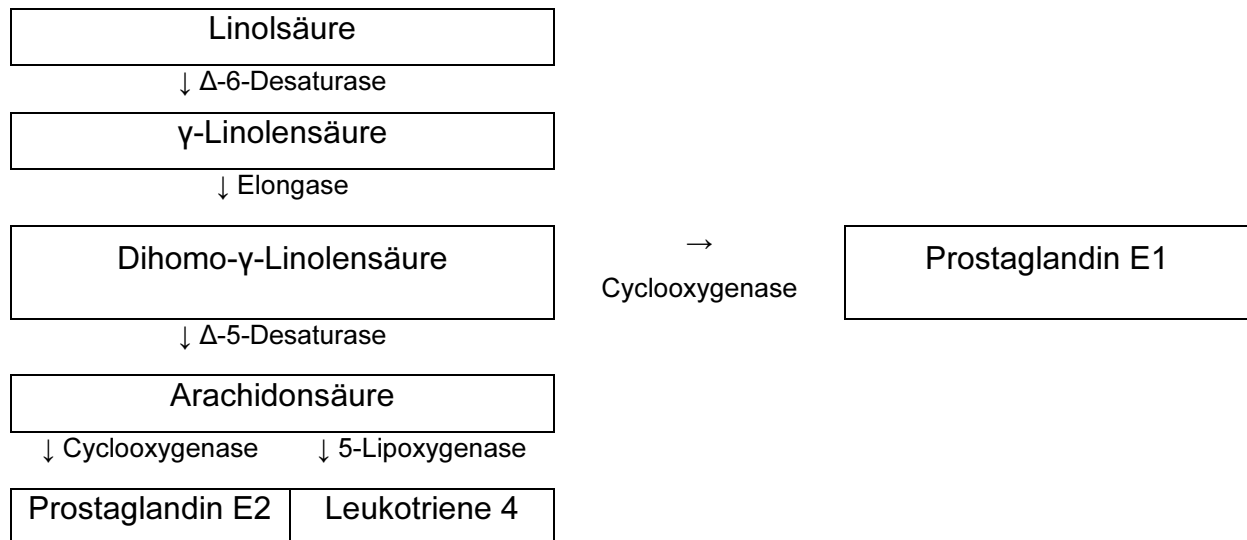 Linolsäure
↓ Δ-6-Desaturase
γ-Linolensäure
↓ Elongase
Dihomo-γ-Linolensäure
→
Cyclooxygenase
Prostaglandin E1
↓ Δ-5-Desaturase
Arachidonsäure
↓ Cyclooxygenase ↓ 5-Lipoxygenase
Prostaglandin E2 Leukotriene 4